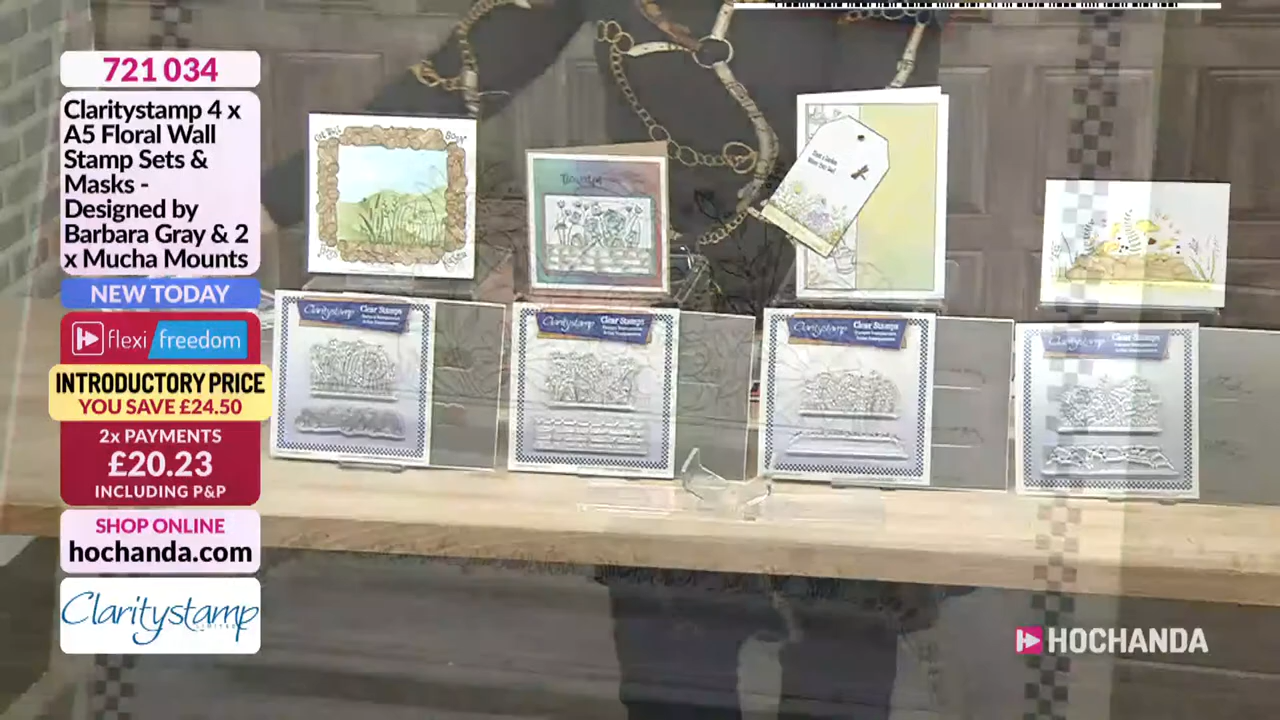 721 034
Claritystamp 4 x
A5 Floral Wall
Stamp Sets &
Masks -
Designed by
Barbara Gray & 2
x Mucha Mounts
NEW TODAY
flexi freedom
INTRODUCTORY PRICE
YOU SAVE £24.50
2x PAYMENTS
£20.23
INCLUDING P&P
SHOP ONLINE
hochanda.com
Claritystamp
LIMITED
Claritystamp Clear Stamps
Claritystamp Clear Stamps
Claritystamp Clear Stamps
Claritystamp Clear Stamps
HOCHANDA